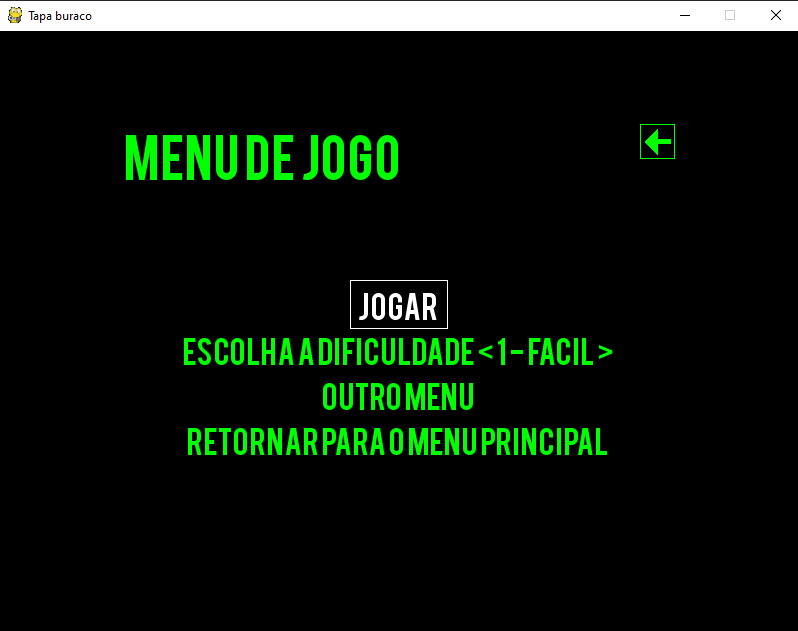 Tapa buraco
MENU DE JOGO
JOGAR
ESCOLHA A DIFICULDADE < 1 - FACIL >
OUTRO MENU
RETORNAR PARA O MENU PRINCIPAL